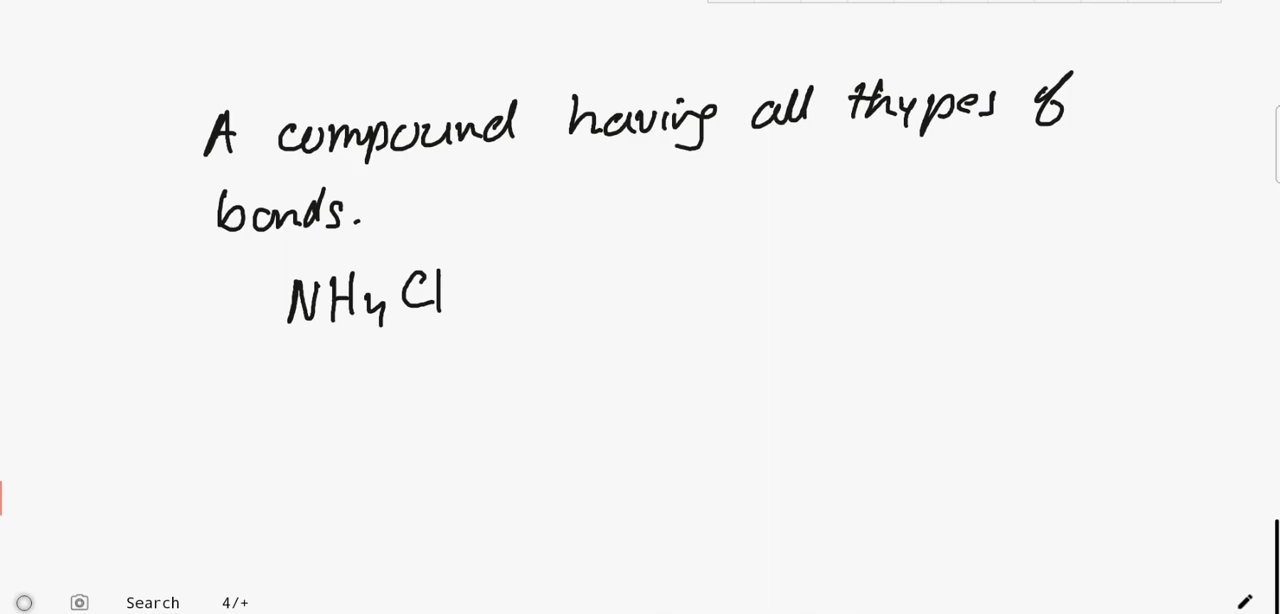 A compound having all thypes of
bonds.
NH4Cl
Search 4/+